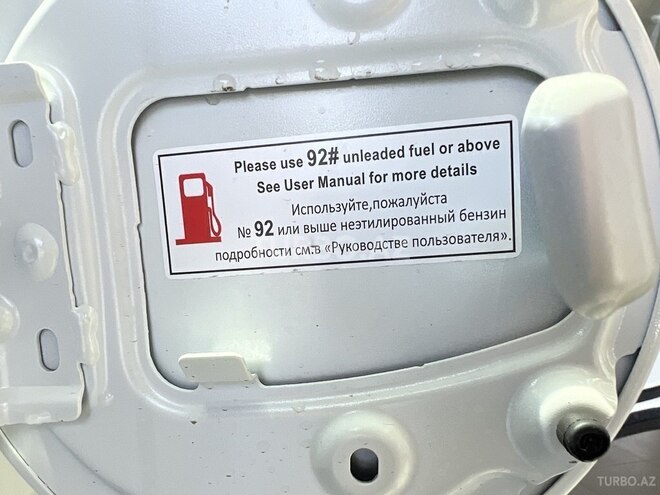 Please use 92# unleaded fuel or above
See User Manual for more details
Используйте,пожалуйста
№ 92 или выше неэтилированный бензин
подробности см.в «Руководстве пользователя».
TURBO.AZ